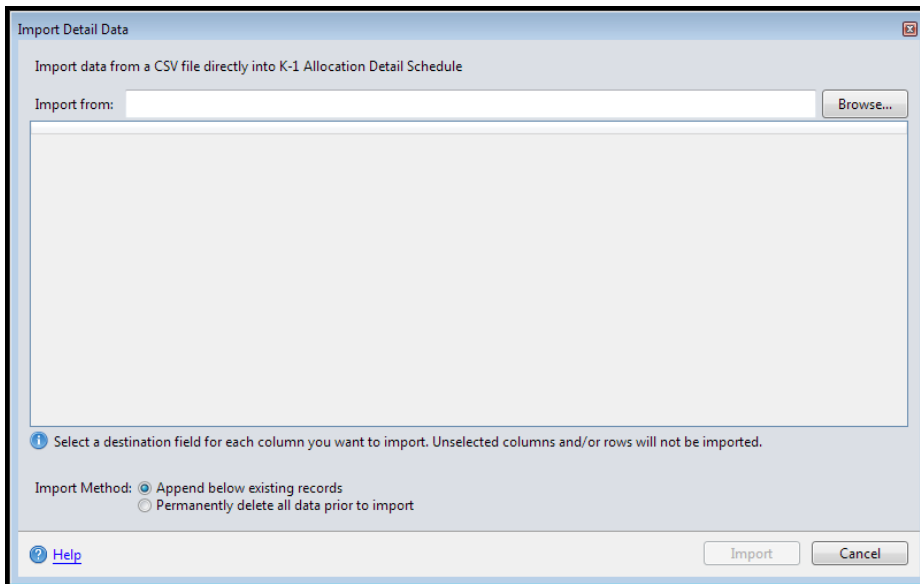 Import Detail Data
Import data from a CSV file directly into K-1 Allocation Detail Schedule
Import from: Browse...
Select a destination field for each column you want to import. Unselected columns and/or rows will not be imported.
Import Method: Append below existing records
Permanently delete all data prior to import
Help Import Cancel